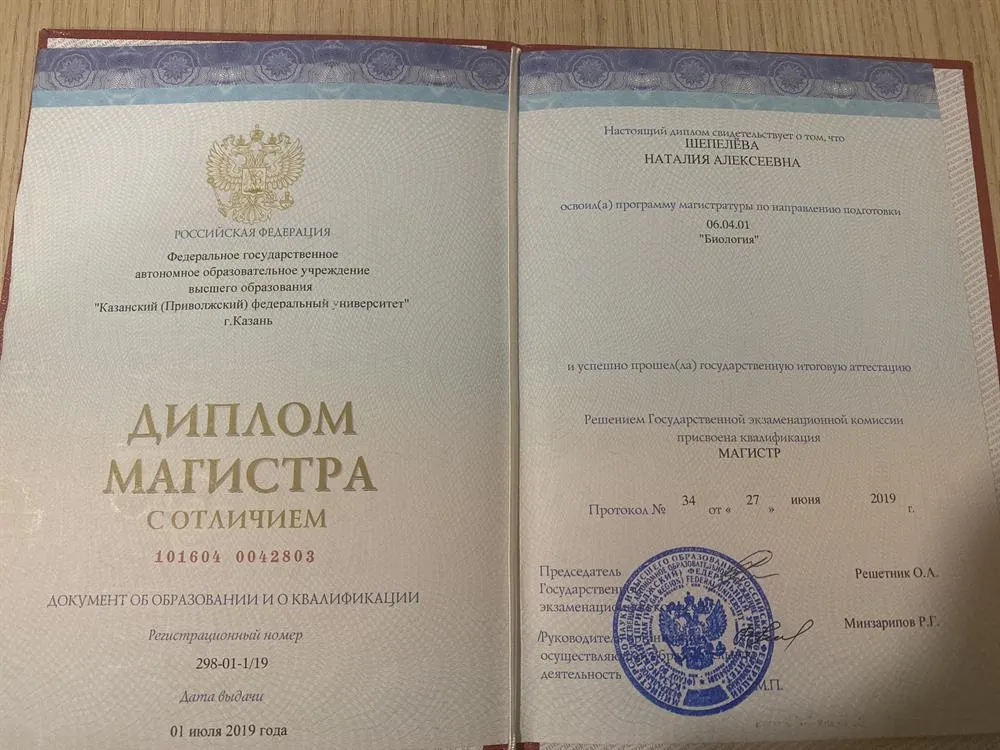 РОССИЙСКАЯ ФЕДЕРАЦИЯ
Федеральное государственное
автономное образовательное учреждение
высшего образования
"Казанский (Приволжский) федеральный университет"
г.Казань
ДИПЛОМ
МАГИСТРА
С ОТЛИЧИЕМ
101604 0042803
ДОКУМЕНТ ОБ ОБРАЗОВАНИИ И О КВАЛИФИКАЦИИ
Регистрационный номер
298-01-1/19
Дата выдачи
01 июля 2019 года
Настоящий диплом свидетельствует о том, что
ШЕПЕЛЁВА
НАТАЛИЯ АЛЕКСЕЕВНА
освоил(а) программу магистратуры по направлению подготовки
06.04.01
"Биология"
и успешно прошел(ла) государственную итоговую аттестацию
Решением Государственной экзаменационной комиссии
присвоена квалификация
МАГИСТР
Протокол № 34 от « 27 » июня 2019 г.
Председатель
Решетник О.А.
Минзарипов Р.Г.
деятельность
М.П.